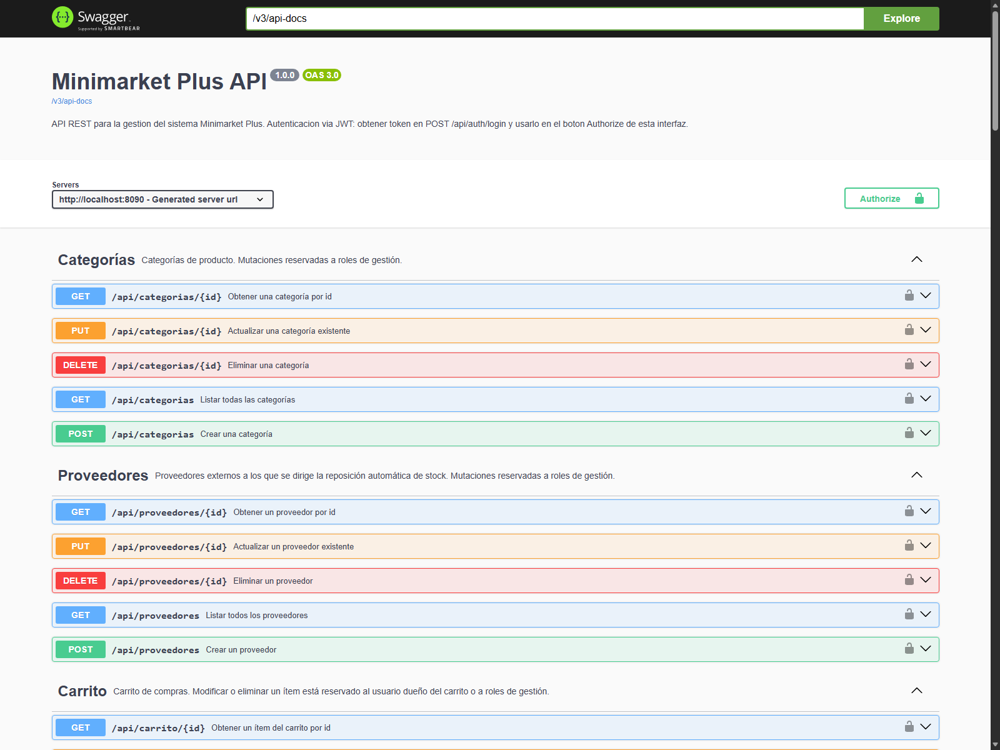 Swagger
Supported by SMARTBEAR
/v3/api-docs
Explore
Minimarket Plus API 1.0.0 OAS 3.0
/v3/api-docs
API REST para la gestion del sistema Minimarket Plus. Autenticacion via JWT: obtener token en POST /api/auth/login y usarlo en el boton Authorize de esta interfaz.
Servers
http://localhost:8090 - Generated server url
Authorize
Categorías Categorías de producto. Mutaciones reservadas a roles de gestión.
GET /api/categorias/{id} Obtener una categoría por id
PUT /api/categorias/{id} Actualizar una categoría existente
DELETE /api/categorias/{id} Eliminar una categoría
GET /api/categorias Listar todas las categorías
POST /api/categorias Crear una categoría
Proveedores Proveedores externos a los que se dirige la reposición automática de stock. Mutaciones reservadas a roles de gestión.
GET /api/proveedores/{id} Obtener un proveedor por id
PUT /api/proveedores/{id} Actualizar un proveedor existente
DELETE /api/proveedores/{id} Eliminar un proveedor
GET /api/proveedores Listar todos los proveedores
POST /api/proveedores Crear un proveedor
Carrito Carrito de compras. Modificar o eliminar un ítem está reservado al usuario dueño del carrito o a roles de gestión.
GET /api/carrito/{id} Obtener un ítem del carrito por id